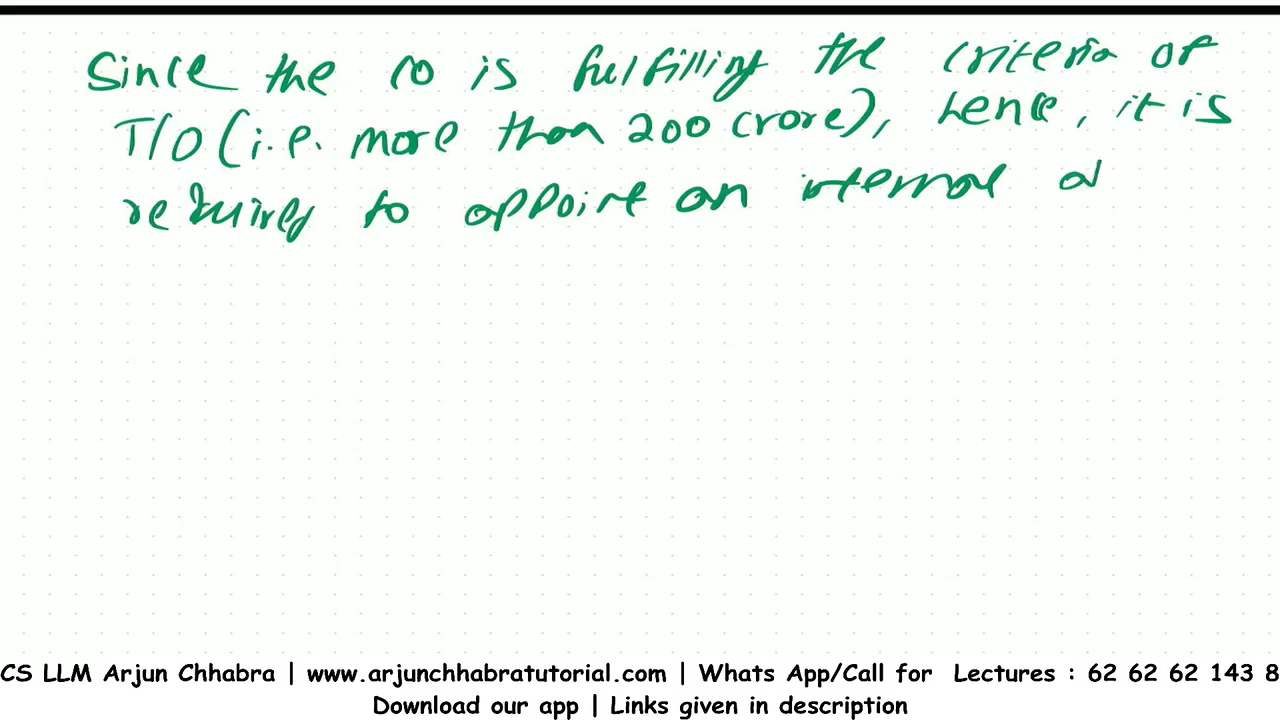 Since the co is fulfilling the criteria of
T/O (i.e. more than 200 crore), hence, it is
required to appoint an internal a
CS LLM Arjun Chhabra | www.arjunchhabratutorial.com | Whats App/Call for Lectures : 62 62 62 143 8
Download our app | Links given in description